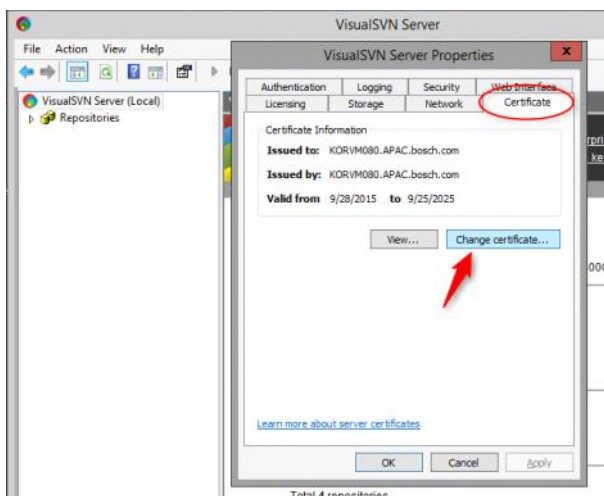 VisualSVN Server
File Action View Help
VisualSVN Server (Local)
Repositories
VisualSVN Server Properties
x
Authentication Logging Security Web Interface
Licensing Storage Network Certificate
Certificate Information
Issued to: KORVM080.APAC.bosch.com
Issued by: KORVM080.APAC.bosch.com
Valid from 9/28/2015 to 9/25/2025
View... Change certificate...
Learn more about server certificates
OK Cancel Apply
Total 4 repositories